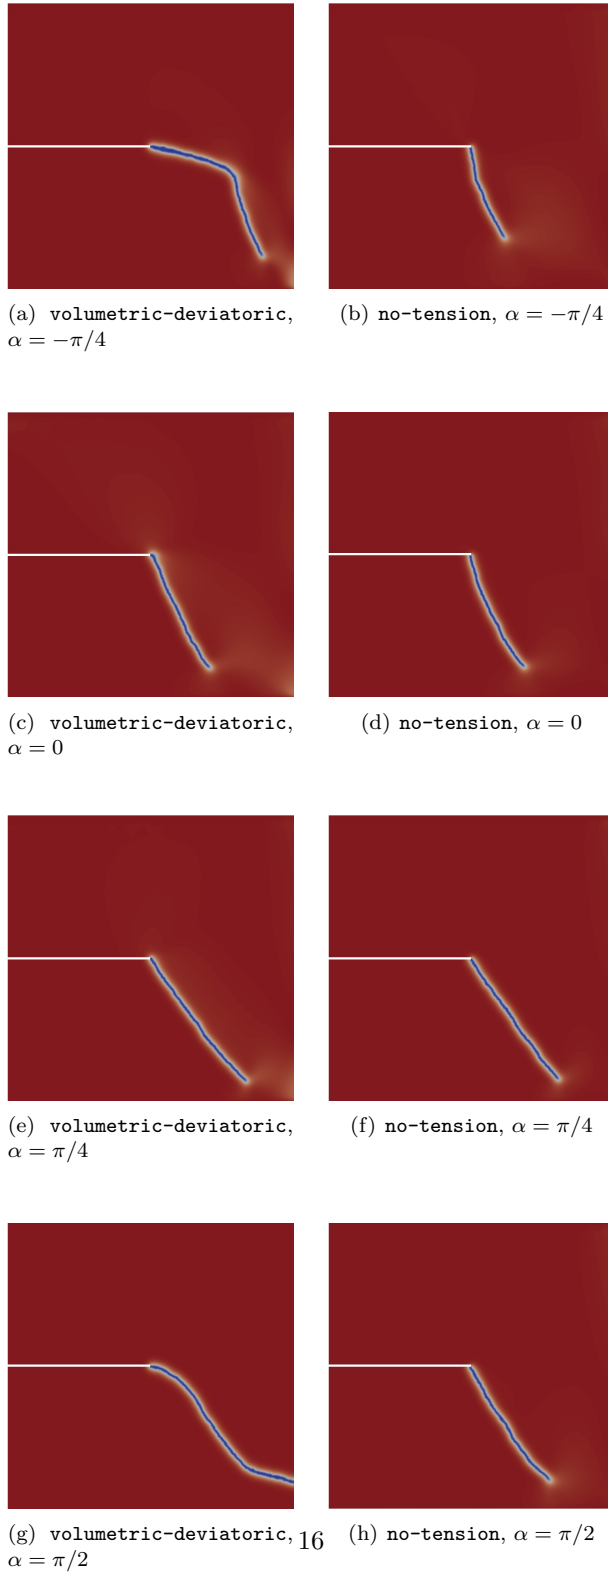 (a) volumetric-deviatoric,
α = −π/4
(b) no-tension, α = −π/4
(c) volumetric-deviatoric,
α = 0
(d) no-tension, α = 0
(e) volumetric-deviatoric,
α = π/4
(f) no-tension, α = π/4
(g) volumetric-deviatoric,
α = π/2
(h) no-tension, α = π/2
16